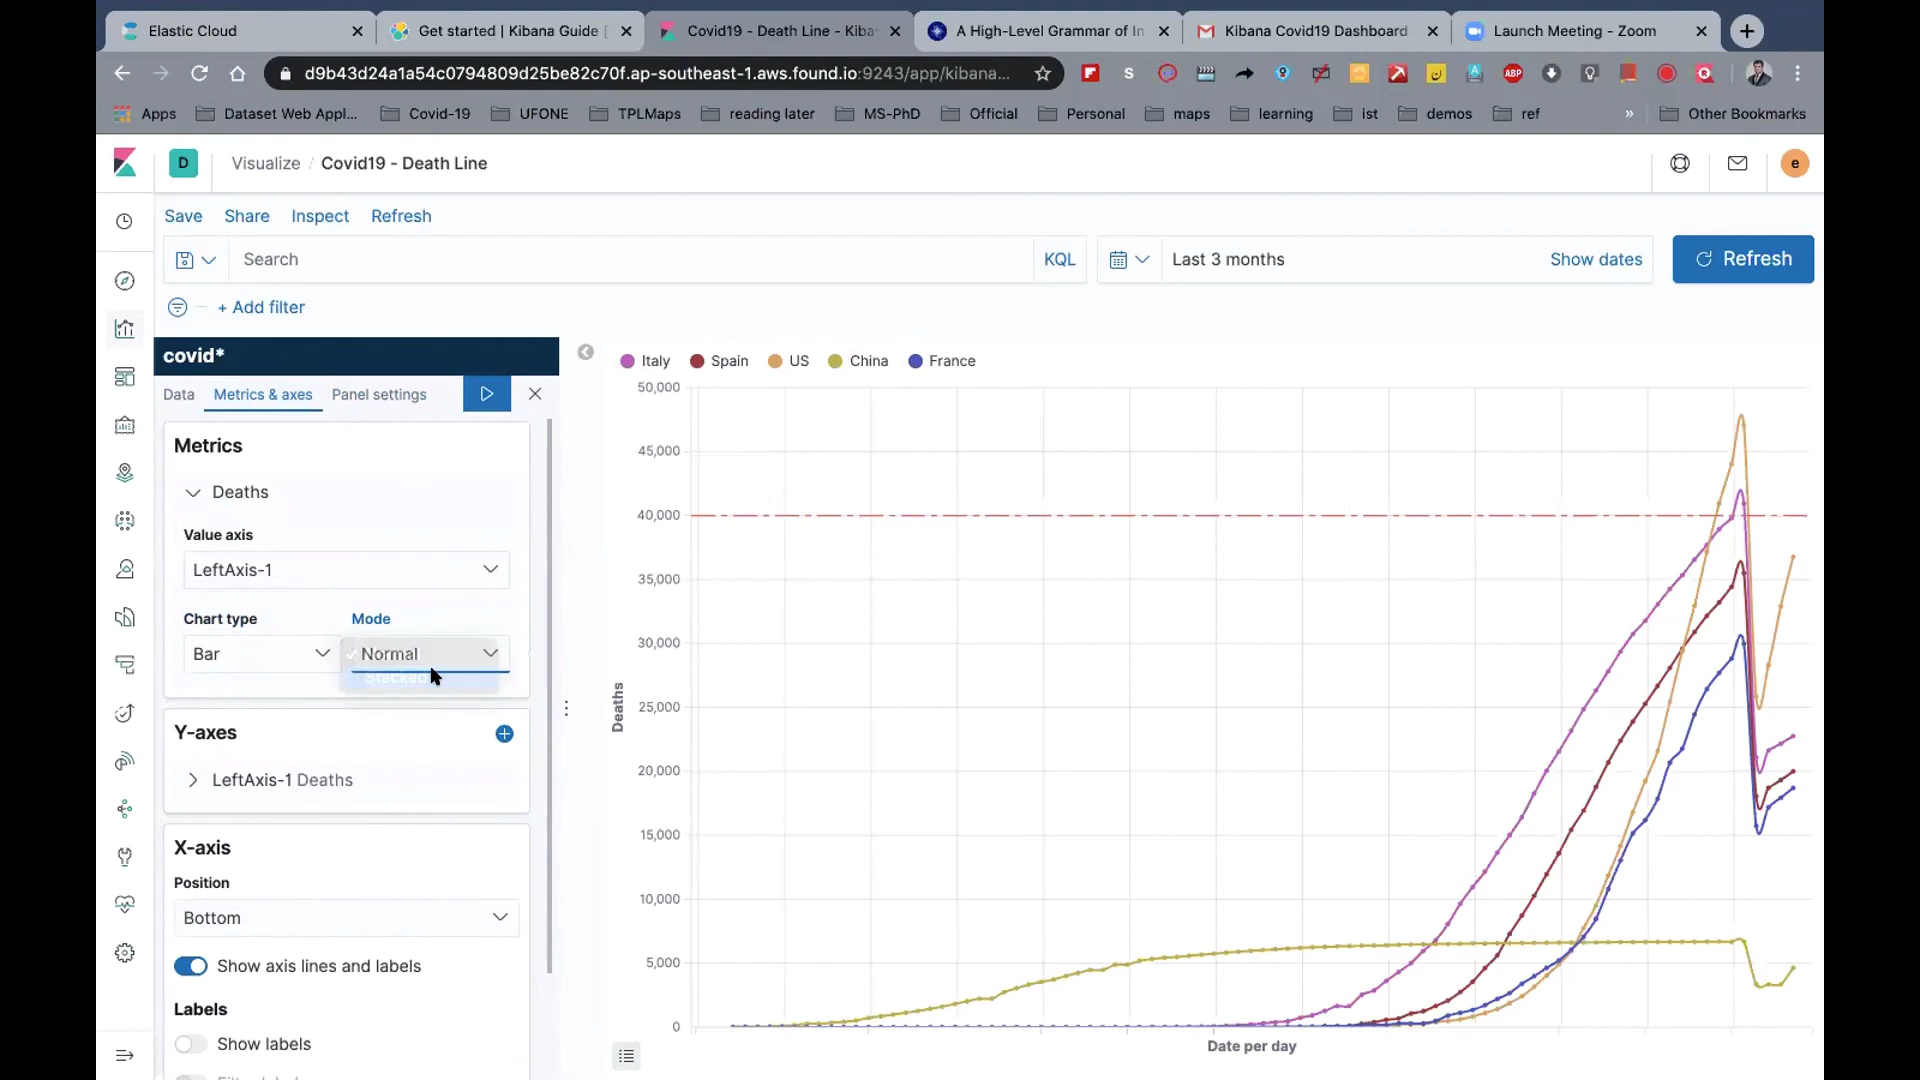 Elastic Cloud
Get started | Kibana Guide [
Covid19 - Death Line - Kiba
A High-Level Grammar of In
Kibana Covid19 Dashboard
Launch Meeting - Zoom
d9b43d24a1a54c0794809d25be82c70f.ap-southeast-1.aws.found.io:9243/app/kibana...
S
ABP
Apps
Dataset Web Appl...
Covid-19
UFONE
TPLMaps
reading later
MS-PhD
Official
Personal
maps
learning
ist
demos
ref
»
Other Bookmarks
D
Visualize / Covid19 - Death Line
e
Save
Share
Inspect
Refresh
Search
KQL
Last 3 months
Show dates
Refresh
+ Add filter
covid*
Data
Metrics & axes
Panel settings
Metrics
Deaths
Value axis
LeftAxis-1
Chart type
Mode
Bar
Normal
Stacked
Y-axes
LeftAxis-1 Deaths
X-axis
Position
Bottom
Show axis lines and labels
Labels
Show labels
Italy
Spain
US
China
France
50,000
45,000
40,000
35,000
30,000
25,000
20,000
15,000
10,000
5,000
0
Deaths
Date per day